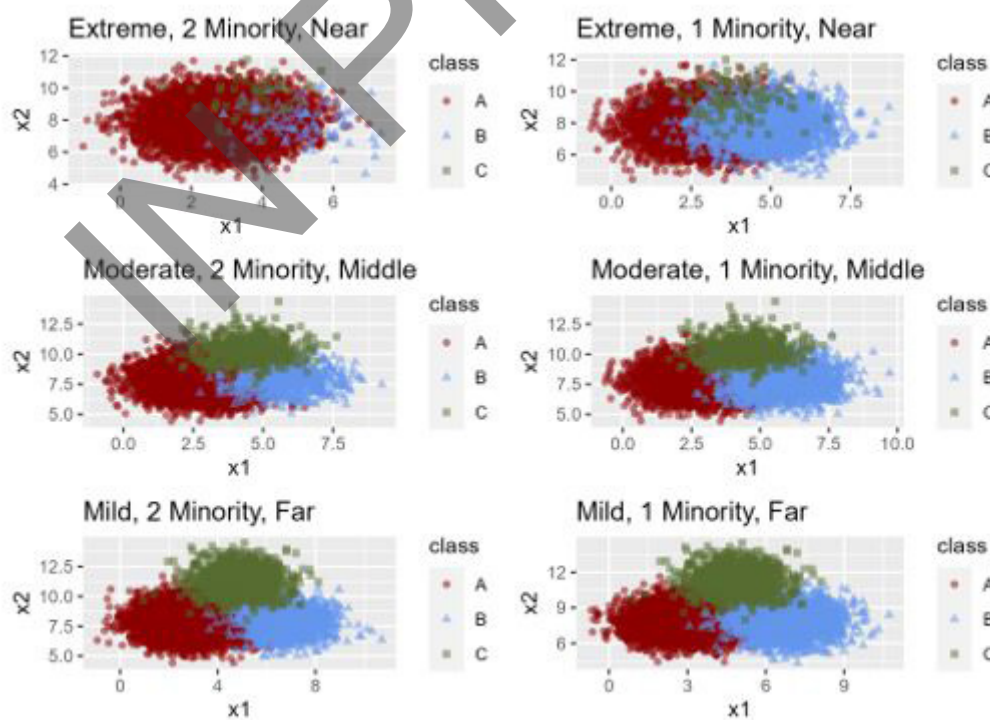 Extreme, 2 Minority, Near
12
10
8
6
4
x2
0
2
4
6
x1
class
A
B
C
Extreme, 1 Minority, Near
12
10
8
6
x2
0.0
2.5
5.0
7.5
x1
class
A
B
C
Moderate, 2 Minority, Middle
12.5
10.0
7.5
5.0
x2
0.0
2.5
5.0
7.5
x1
class
A
B
C
Moderate, 1 Minority, Middle
12.5
10.0
7.5
5.0
x2
0.0
2.5
5.0
7.5
10.0
x1
class
A
B
C
Mild, 2 Minority, Far
12.5
10.0
7.5
5.0
x2
0
4
8
x1
class
A
B
C
Mild, 1 Minority, Far
12
9
6
x2
0
3
6
9
x1
class
A
B
C